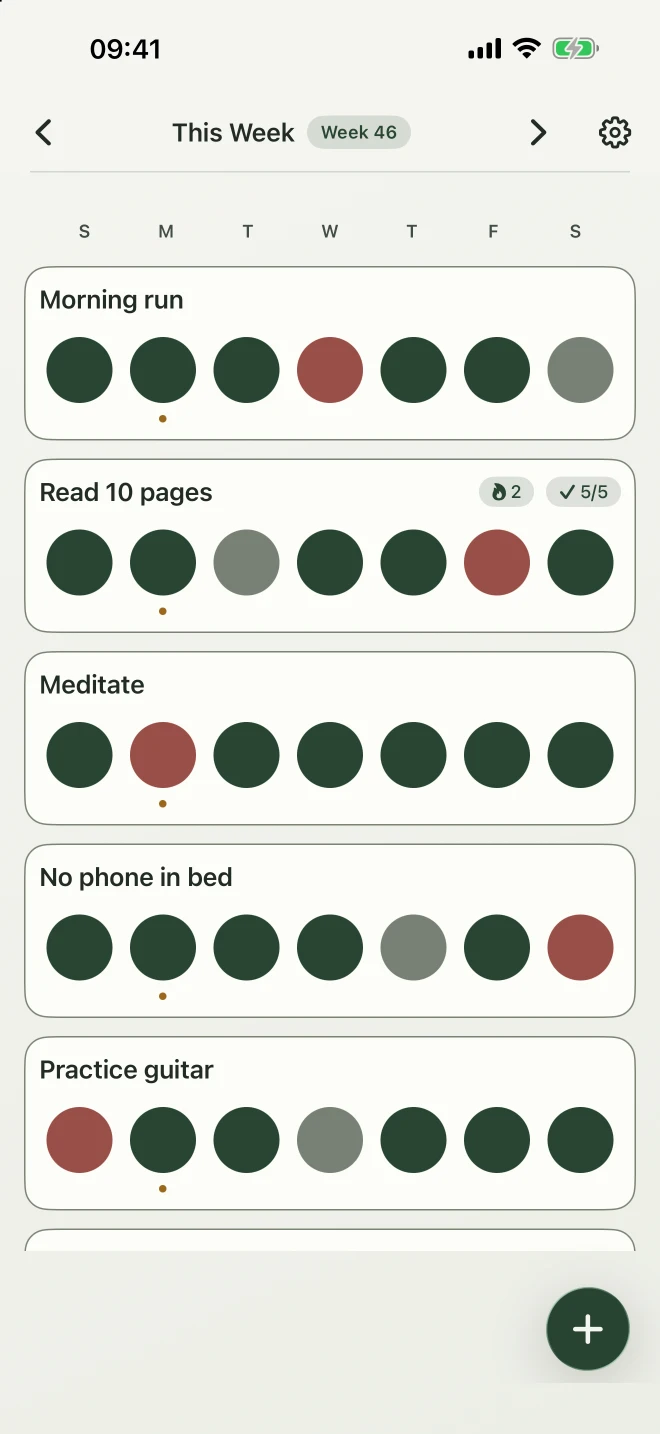 09:41
This Week Week 46
S M T W T F S
Morning run
Read 10 pages 2 5/5
Meditate
No phone in bed
Practice guitar